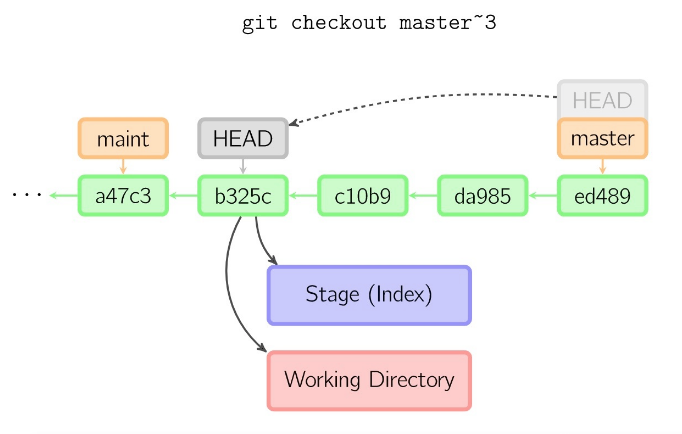 git checkout master~3
HEAD
maint
HEAD
master
...
a47c3
b325c
c10b9
da985
ed489
Stage (Index)
Working Directory